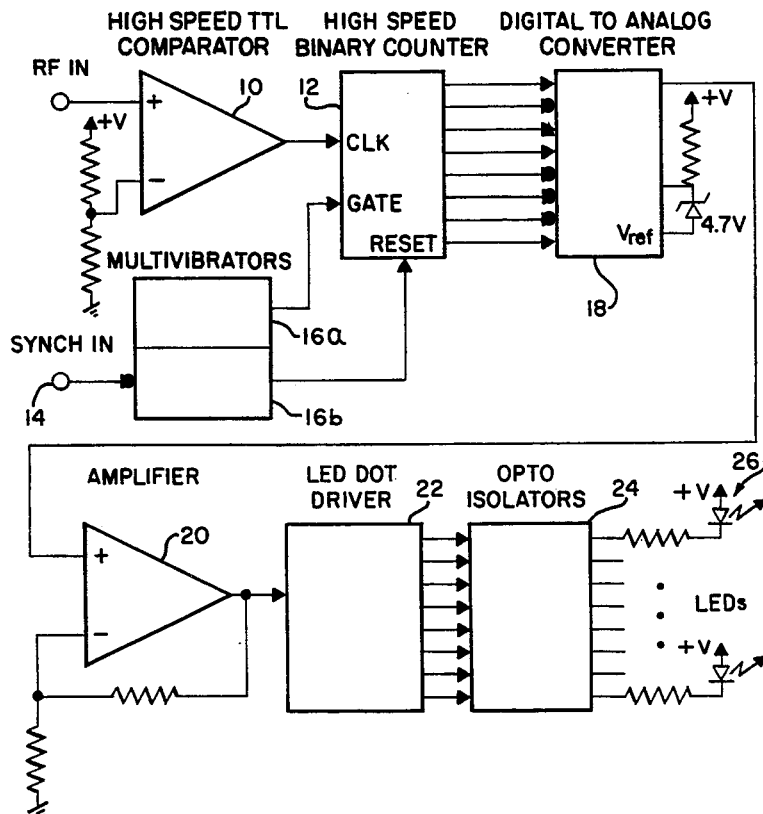 HIGH SPEED TTL
COMPARATOR
HIGH SPEED
BINARY COUNTER
DIGITAL TO ANALOG
CONVERTER
RF IN
10
12
+V
+V
+
−
CLK
GATE
RESET
Vref
4.7V
18
MULTIVIBRATORS
16a
SYNCH IN
14
16b
AMPLIFIER
LED DOT
DRIVER
OPTO
ISOLATORS
26
20
22
24
+V
+
−
LEDs
+V